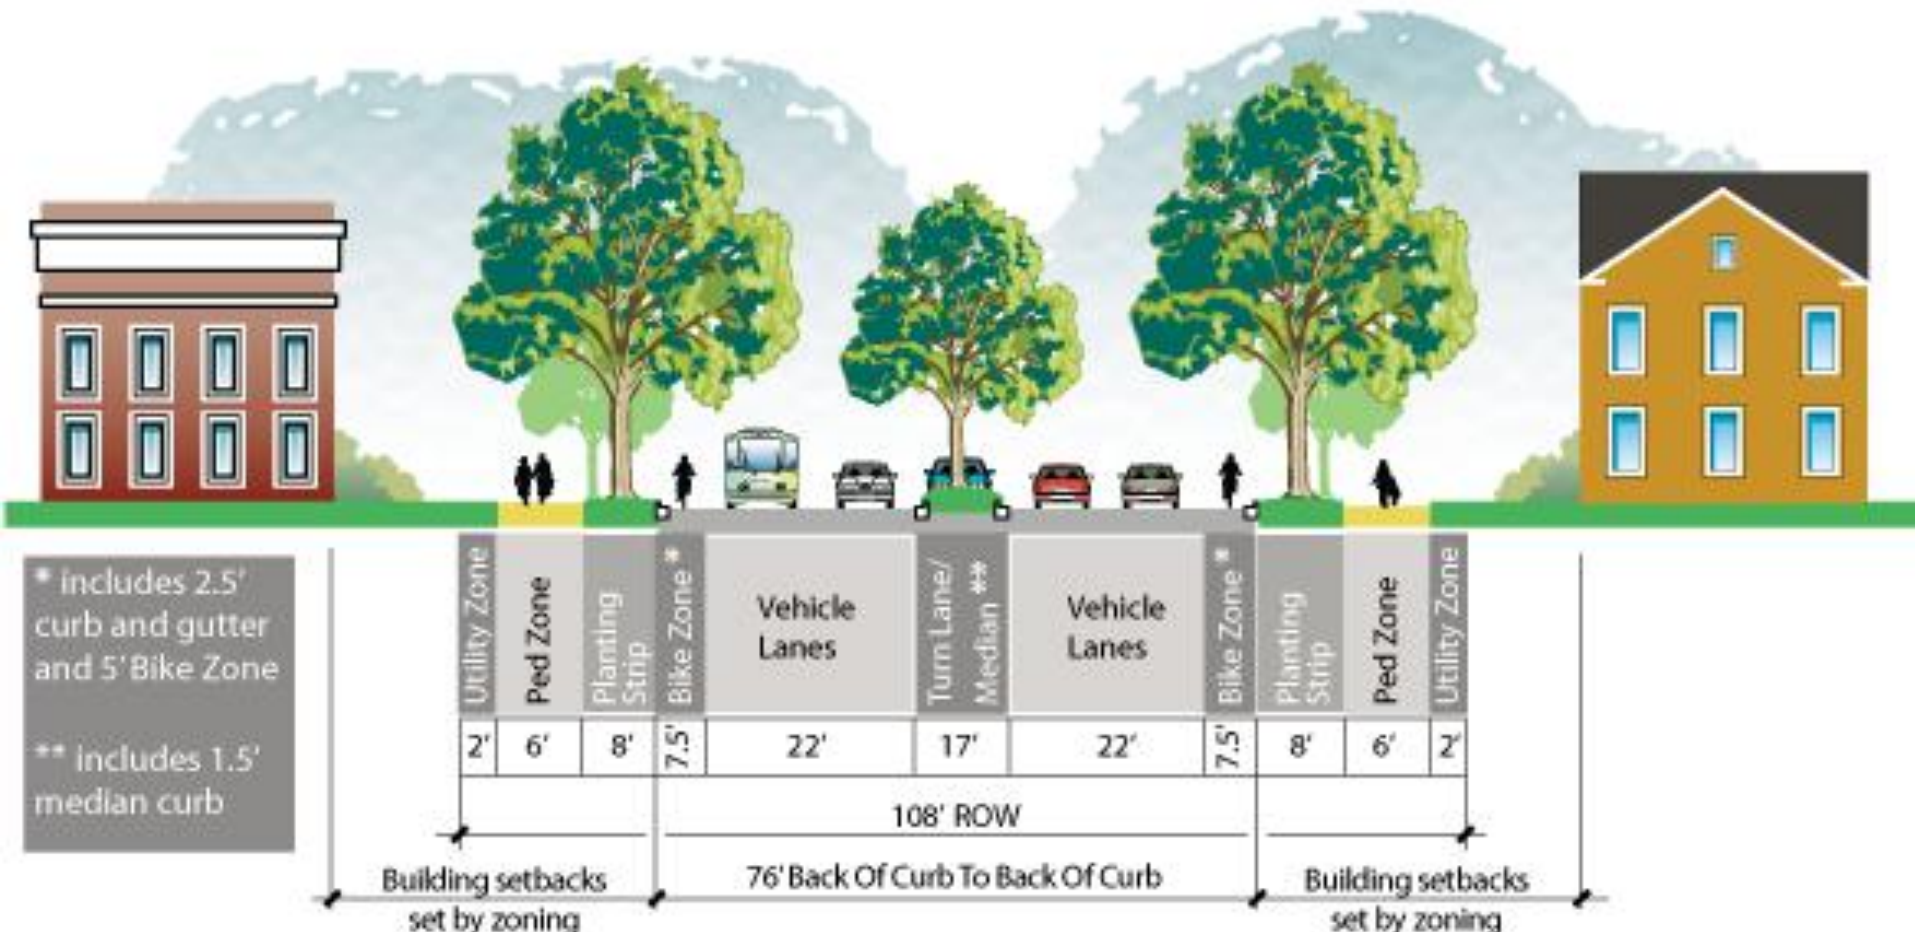 * includes 2.5'
curb and gutter
and 5' Bike Zone
** includes 1.5'
median curb
Utility Zone
Ped Zone
Planting
Strip
Bike Zone *
Vehicle
Lanes
Turn Lane/
Median **
Vehicle
Lanes
Bike Zone *
Planting
Strip
Ped Zone
Utility Zone
2' 6' 8' 7.5' 22' 17' 22' 7.5' 8' 6' 2'
108' ROW
Building setbacks
set by zoning
76' Back Of Curb To Back Of Curb
Building setbacks
set by zoning